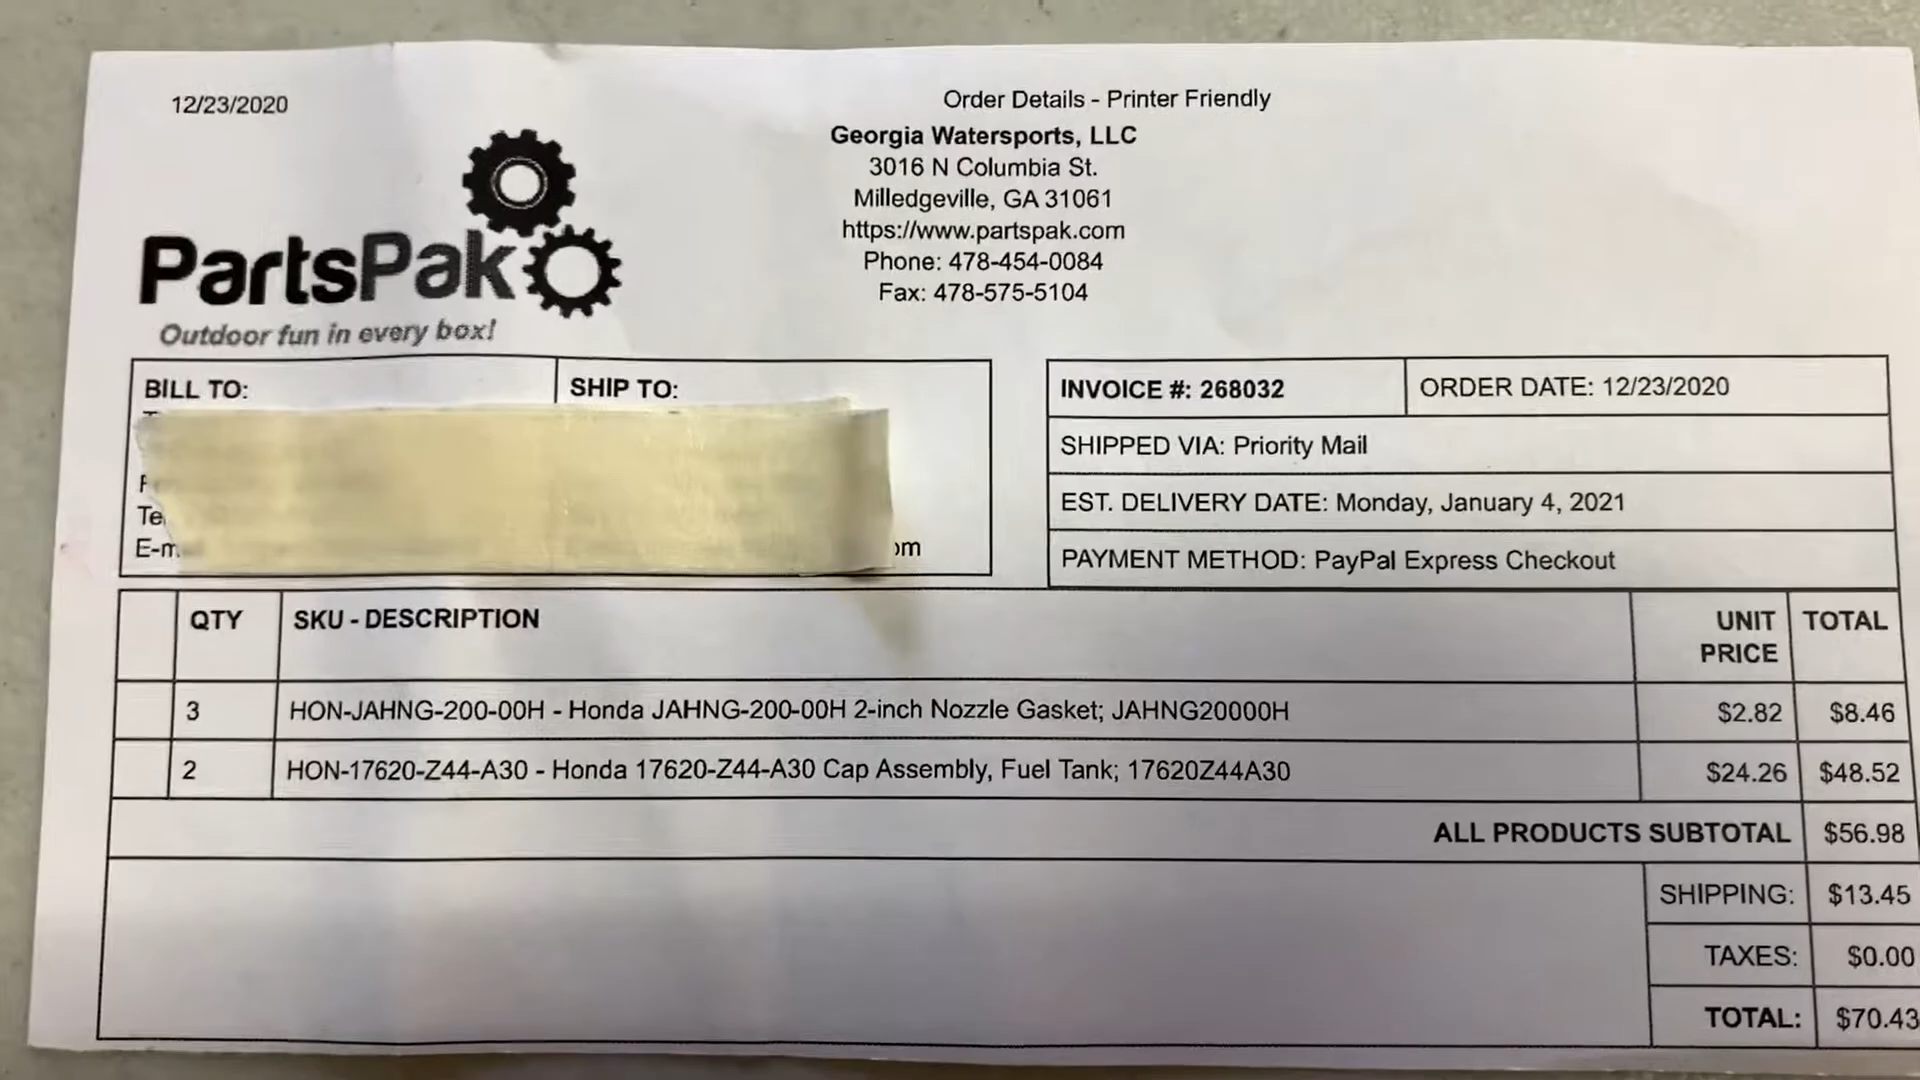 12/23/2020
Order Details - Printer Friendly
Georgia Watersports, LLC
3016 N Columbia St.
Milledgeville, GA 31061
https://www.partspak.com
Phone: 478-454-0084
Fax: 478-575-5104
PartsPak
Outdoor fun in every box!
BILL TO:
SHIP TO:
INVOICE #: 268032
ORDER DATE: 12/23/2020
SHIPPED VIA: Priority Mail
EST. DELIVERY DATE: Monday, January 4, 2021
PAYMENT METHOD: PayPal Express Checkout
QTY SKU - DESCRIPTION UNIT PRICE TOTAL
3 HON-JAHNG-200-00H - Honda JAHNG-200-00H 2-inch Nozzle Gasket; JAHNG20000H $2.82 $8.46
2 HON-17620-Z44-A30 - Honda 17620-Z44-A30 Cap Assembly, Fuel Tank; 17620Z44A30 $24.26 $48.52
ALL PRODUCTS SUBTOTAL $56.98
SHIPPING: $13.45
TAXES: $0.00
TOTAL: $70.43